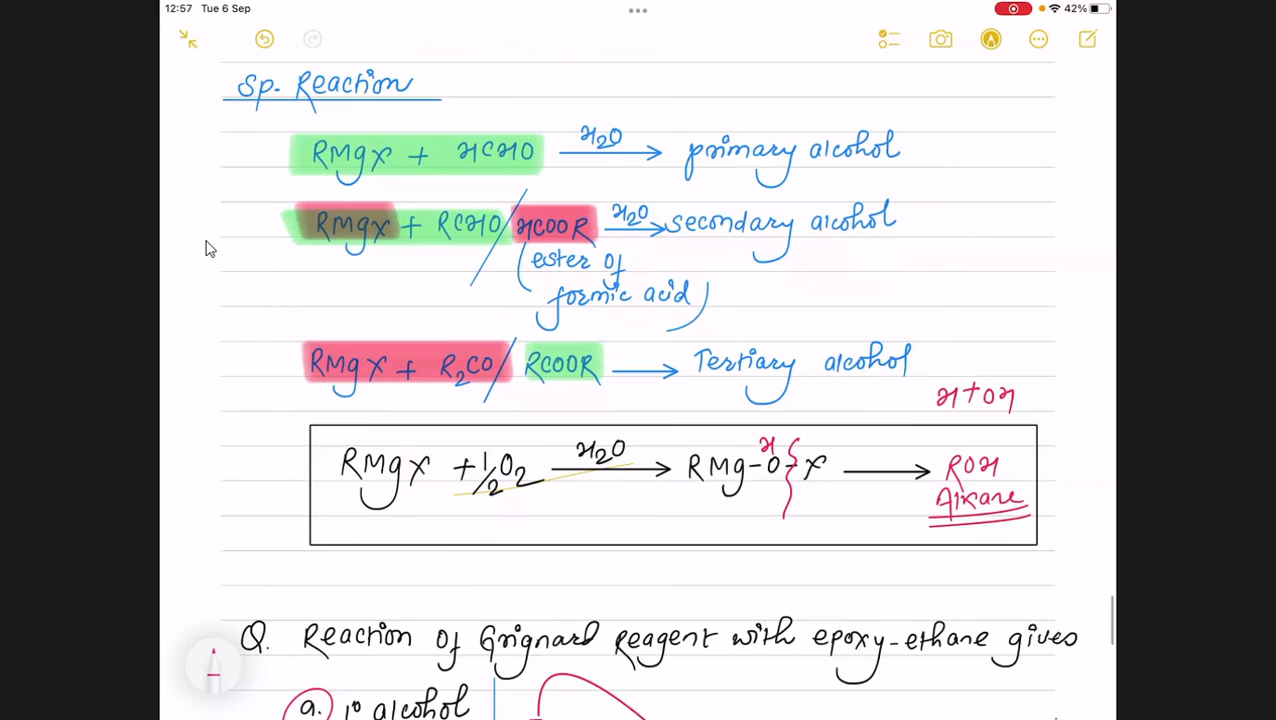 12:57 Tue 6 Sep
42%
Sp. Reaction
RMgX + HCHO H2O → primary alcohol
RMgX + RCHO / HCOOR H2O → secondary alcohol
(ester of
formic acid)
RMgX + R2CO / RCOOR → Tertiary alcohol
H + OH
RMgX + 1/2 O2 H2O → RMg-O-X → ROH
H
Alkane
Q. Reaction of Grignard Reagent with epoxy-ethane gives
a. 1° alcohol